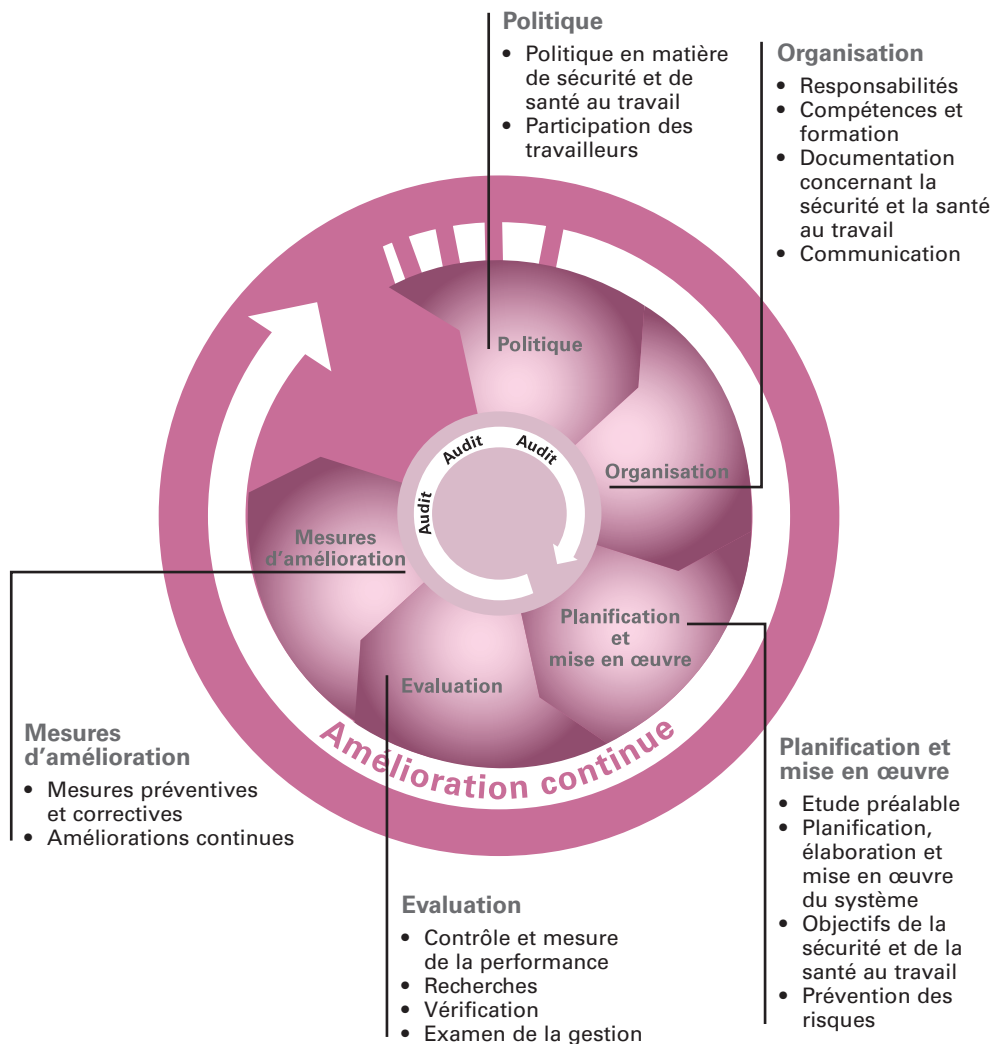 Politique
• Politique en matière
de sécurité et de
santé au travail
• Participation des
travailleurs
Organisation
• Responsabilités
• Compétences et
formation
• Documentation
concernant la
sécurité et la santé
au travail
• Communication
Politique
Organisation
Planification
et
mise en œuvre
Evaluation
Mesures
d’amélioration
Audit
Audit
Audit
Amélioration continue
Mesures
d’amélioration
• Mesures préventives
et correctives
• Améliorations continues
Evaluation
• Contrôle et mesure
de la performance
• Recherches
• Vérification
• Examen de la gestion
Planification et
mise en œuvre
• Etude préalable
• Planification,
élaboration et
mise en œuvre
du système
• Objectifs de la
sécurité et de la
santé au travail
• Prévention des
risques